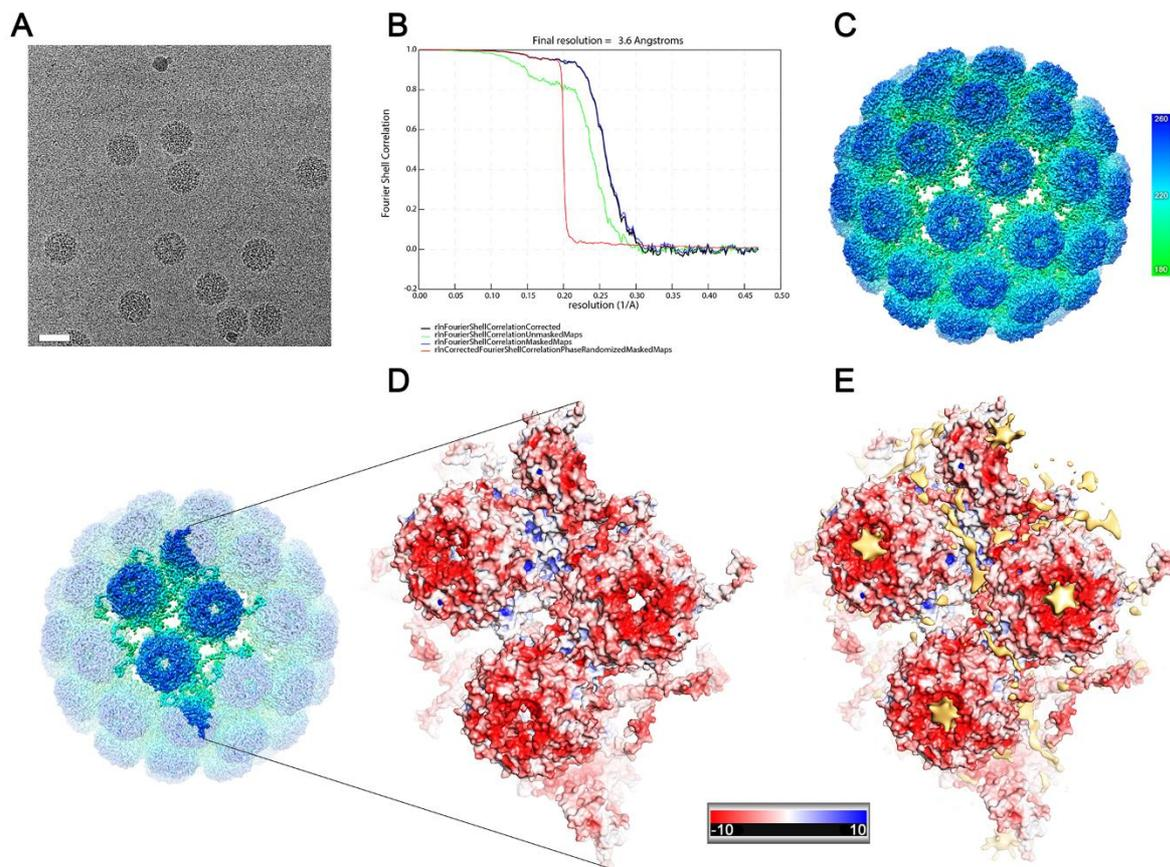 A
B
C
Final resolution = 3.6 Angstroms
1.0
0.8
0.6
0.4
0.2
0.0
Fourier Shell Correlation
0.00 0.05 0.10 0.15 0.20 0.25 0.30 0.35 0.40 0.45 0.50
resolution (1/A)
rlnFourierShellCorrelationCorrected
rlnFourierShellCorrelationUnmaskedMaps
rlnFourierShellCorrelationMaskedMaps
rlnCorrectedFourierShellCorrelationPhaseRandomizedMaskedMaps
260
220
180
D
E
-10 10